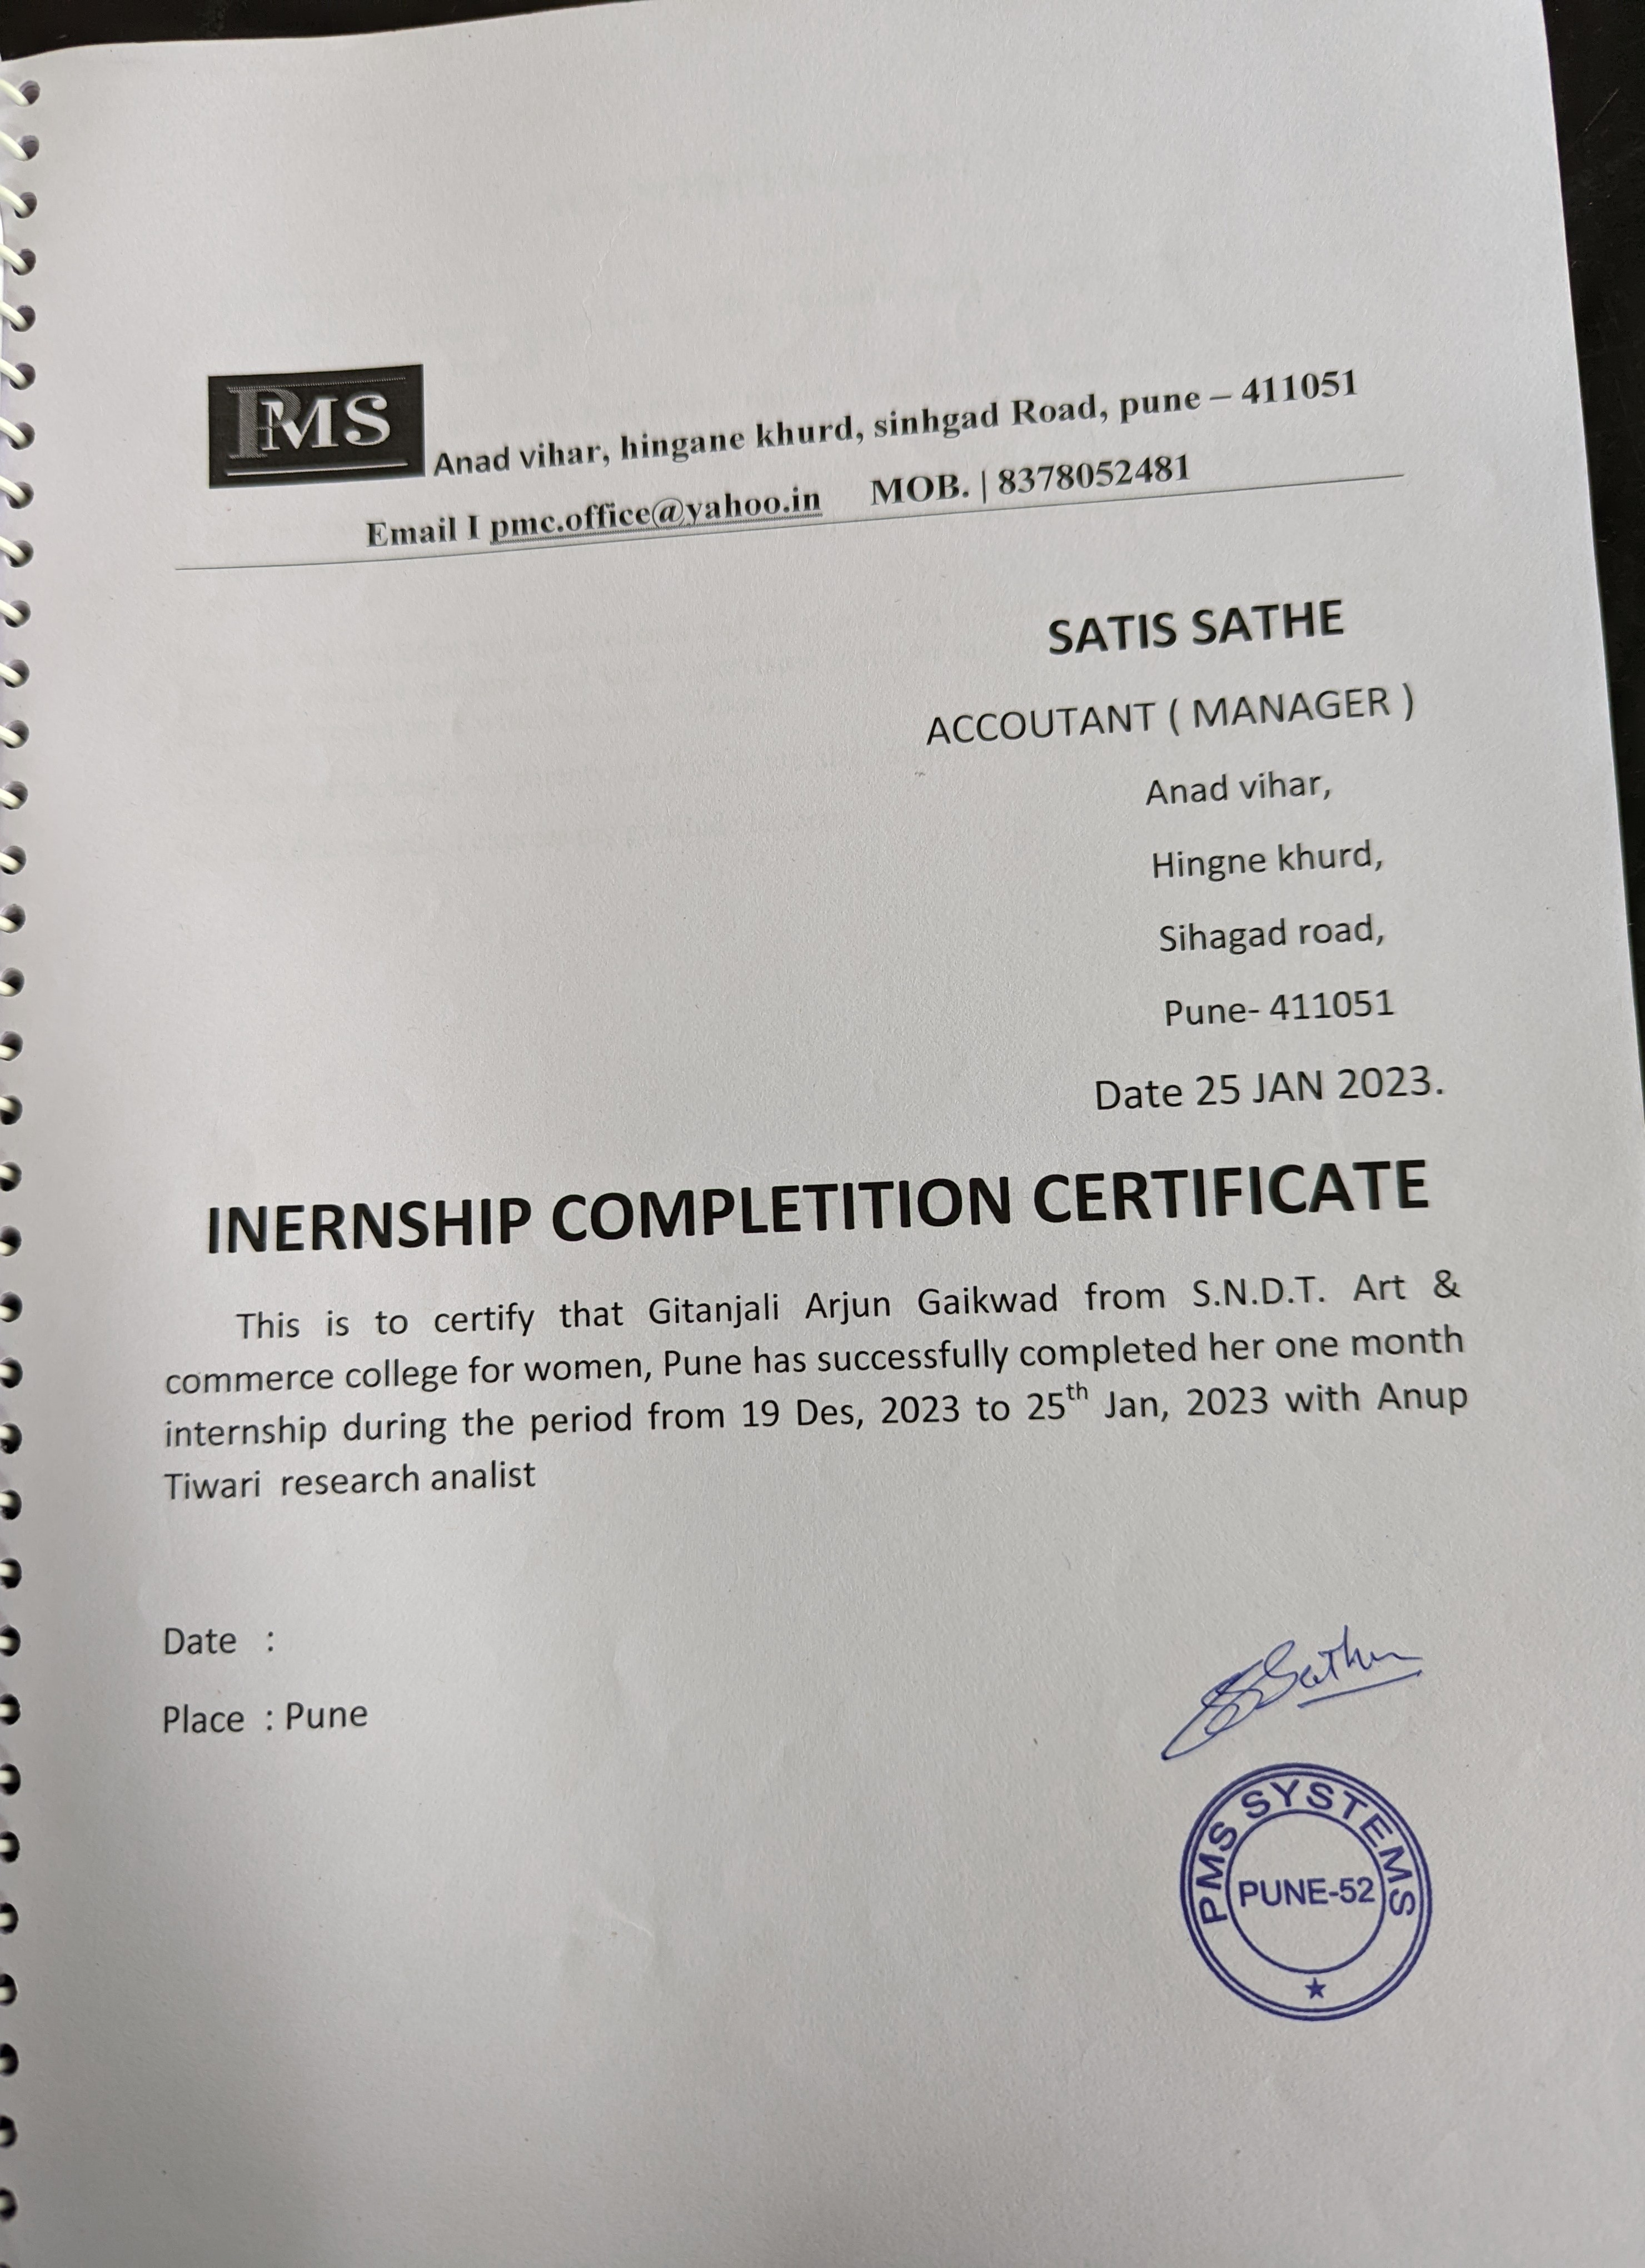 PMS Anad vihar, hingane khurd, sinhgad Road, pune – 411051
Email I pmc.office@yahoo.in MOB. | 8378052481
SATIS SATHE
ACCOUTANT ( MANAGER )
Anad vihar,
Hingne khurd,
Sihagad road,
Pune- 411051
Date 25 JAN 2023.
INERNSHIP COMPLETITION CERTIFICATE
This is to certify that Gitanjali Arjun Gaikwad from S.N.D.T. Art &
commerce college for women, Pune has successfully completed her one month
internship during the period from 19 Des, 2023 to 25th Jan, 2023 with Anup
Tiwari research analist
Date :
Place : Pune
SSathe
PMS SYSTEMS
PUNE-52